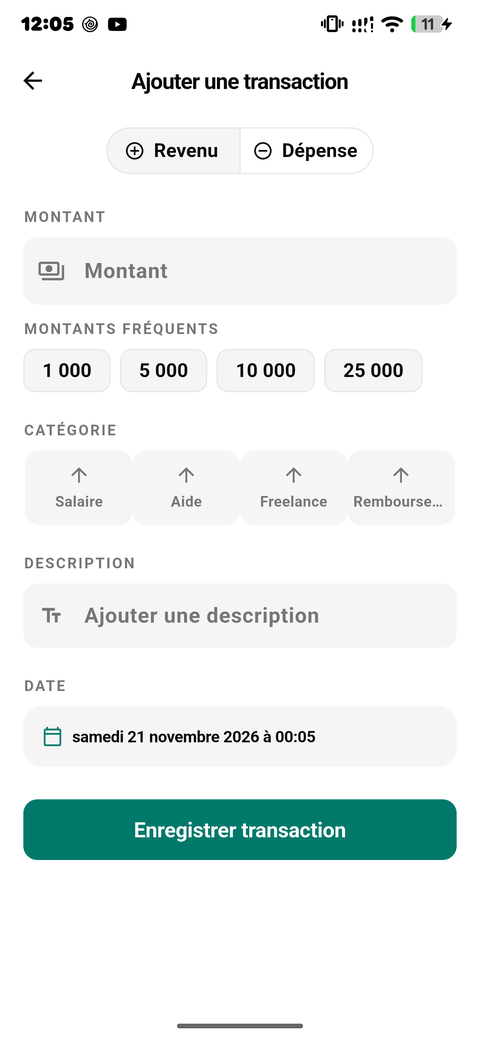 12:05
11
Ajouter une transaction
Revenu
Dépense
MONTANT
Montant
MONTANTS FRÉQUENTS
1 000
5 000
10 000
25 000
CATÉGORIE
Salaire
Aide
Freelance
Rembourse...
DESCRIPTION
Tт Ajouter une description
DATE
samedi 21 novembre 2026 à 00:05
Enregistrer transaction